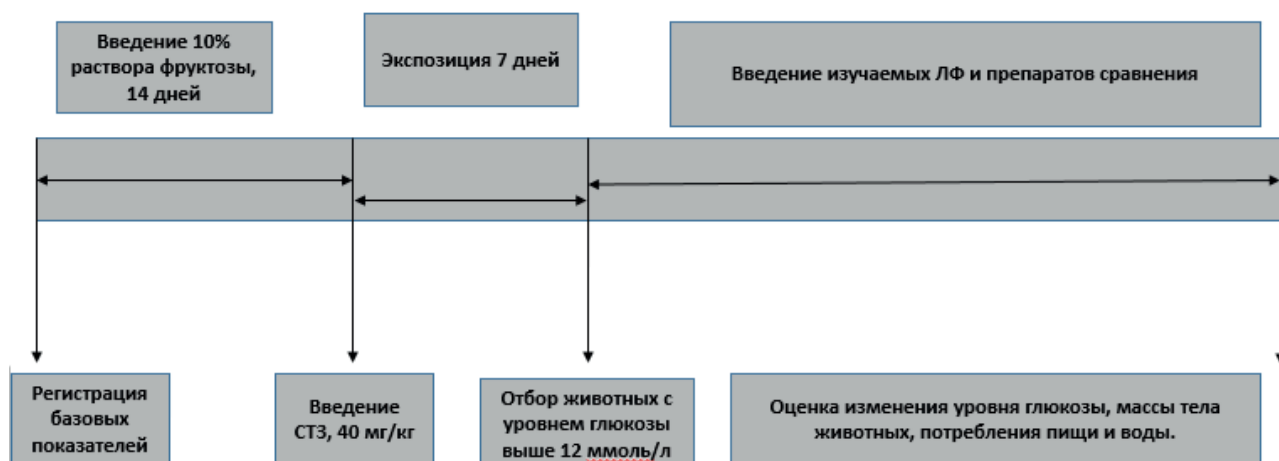 Введение 10%
раствора фруктозы,
14 дней
Экспозиция 7 дней
Введение изучаемых ЛФ и препаратов сравнения
Регистрация
базовых
показателей
Введение
СТЗ, 40 мг/кг
Отбор животных с
уровнем глюкозы
выше 12 ммоль/л
Оценка изменения уровня глюкозы, массы тела
животных, потребления пищи и воды.